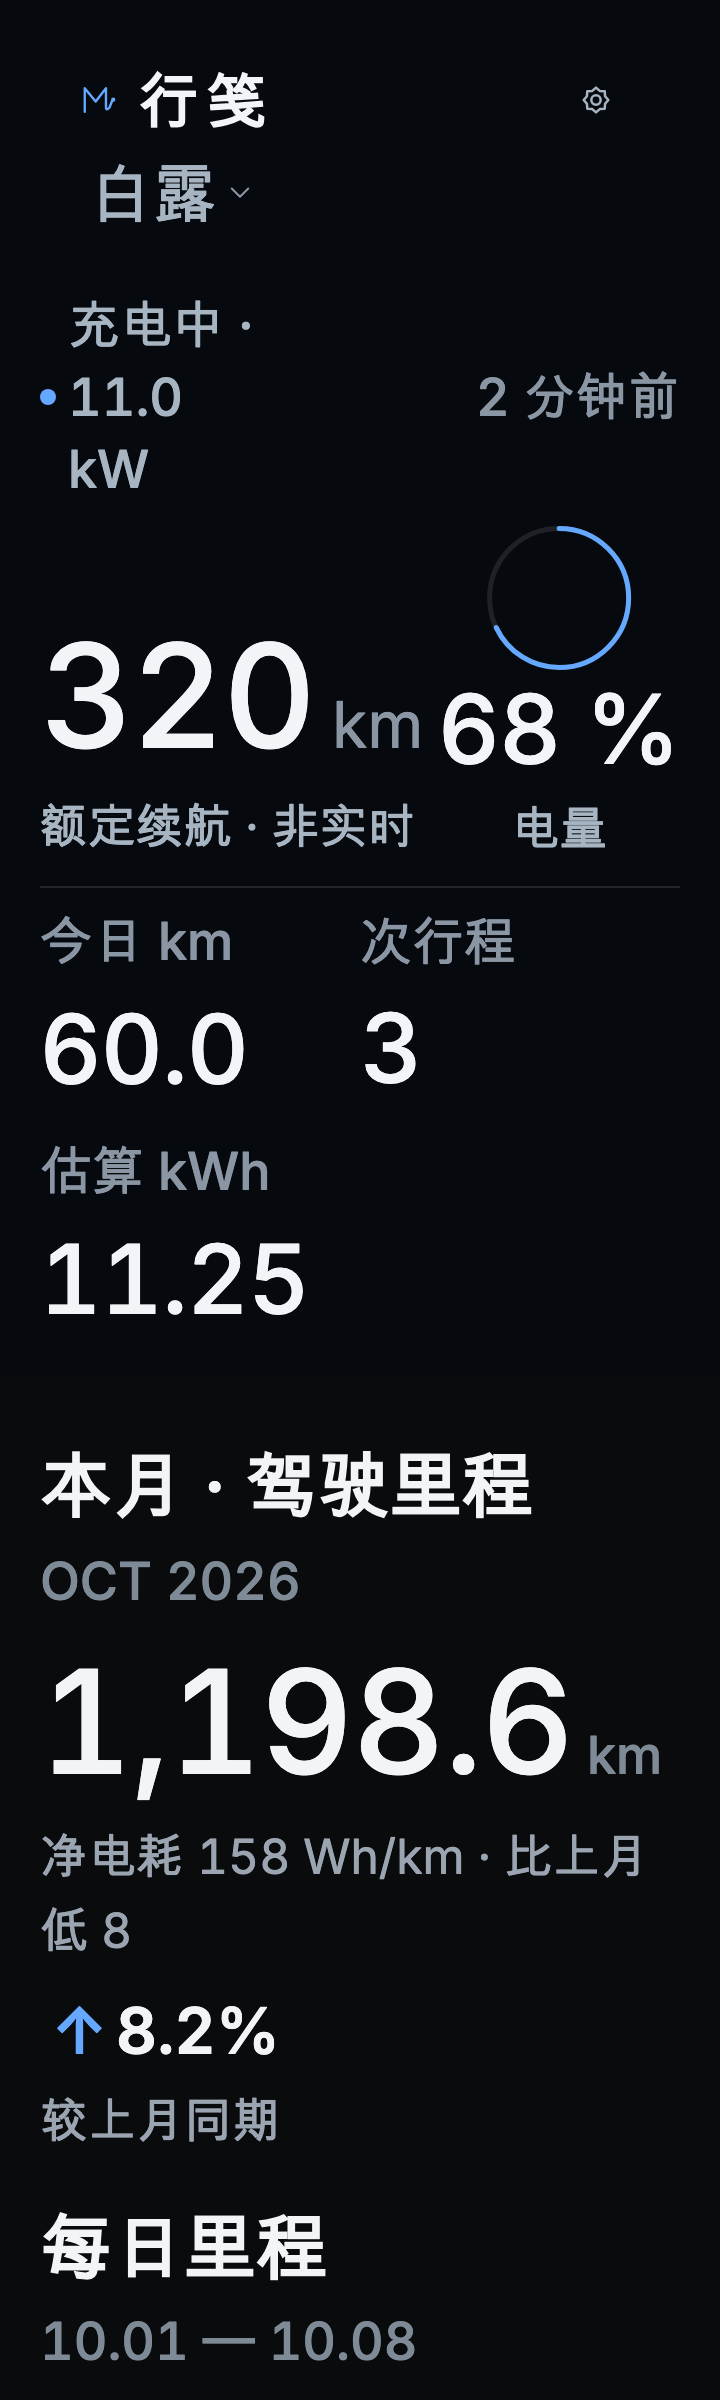 行笺
白露
充电中 ·
11.0
kW
2 分钟前
320 km
68 %
额定续航 · 非实时
电量
今日 km
次行程
60.0
3
估算 kWh
11.25
本月 · 驾驶里程
OCT 2026
1,198.6 km
净电耗 158 Wh/km · 比上月
低 8
↑ 8.2%
较上月同期
每日里程
10.01 — 10.08